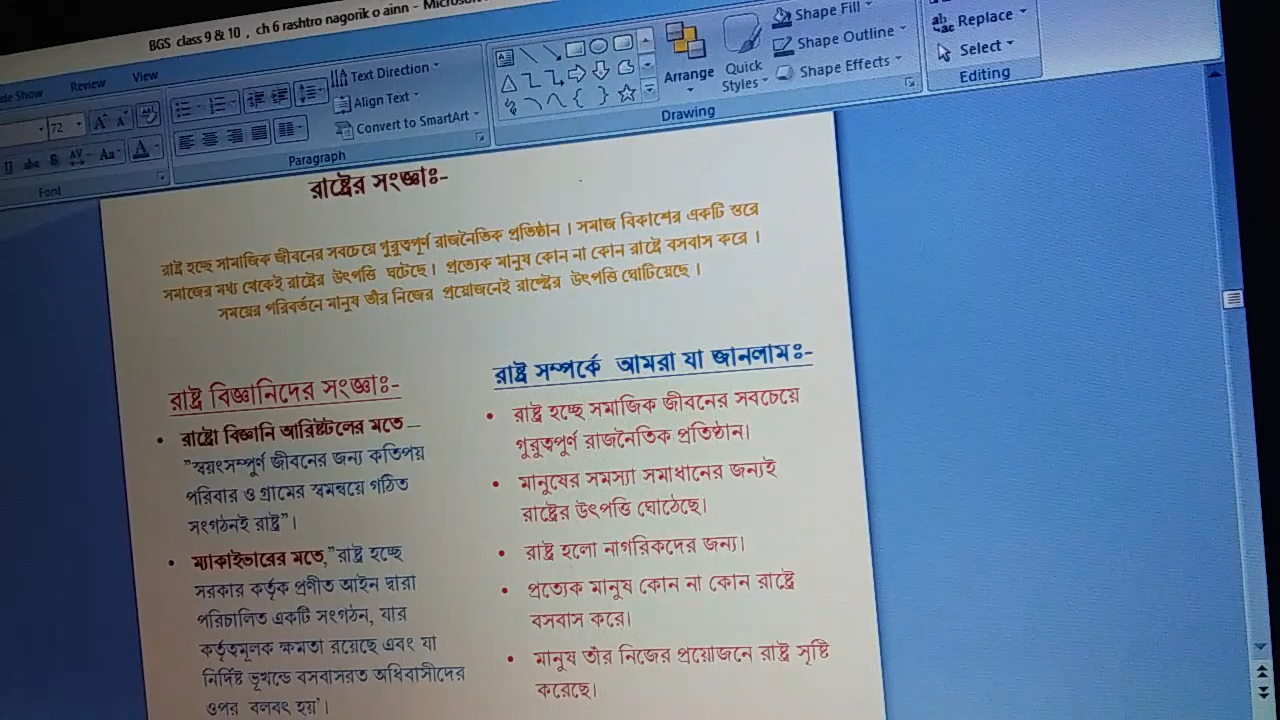 BGS class 9 & 10 , ch 6 rashtro nagorik o ainn -
Review
View
Text Direction
Align Text
Convert to SmartArt
72
Font
Paragraph
Arrange
Quick
Styles
Shape Fill
Shape Outline
Shape Effects
Drawing
Replace
Select
Editing
রাষ্ট্রের সংজ্ঞাঃ-
রাষ্ট্র হচ্ছে সামাজিক জীবনের সবচেয়ে গুরুত্বপূর্ণ রাজনৈতিক প্রতিষ্ঠান । সমাজ বিকাশের একটি স্তরে
সমাজের মধ্য থেকেই রাষ্ট্রের উৎপত্তি ঘটেছে । প্রত্যেক মানুষ কোন না কোন রাষ্ট্রে বসবাস করে ।
সময়ের পরিবর্তনে মানুষ তাঁর নিজের প্রয়োজনেই রাষ্ট্রের উৎপত্তি ঘোটিয়েছে ।
রাষ্ট্র বিজ্ঞানিদের সংজ্ঞাঃ-
• রাষ্ট্রো বিজ্ঞানি আরিষ্টটলের মতে –
"স্বয়ংসম্পূর্ণ জীবনের জন্য কতিপয়
পরিবার ও গ্রামের স্বমন্বয়ে গঠিত
সংগঠনই রাষ্ট্র" ।
• ম্যাকাইভারের মতে, "রাষ্ট্র হচ্ছে
সরকার কর্তৃক প্রণীত আইন দ্বারা
পরিচালিত একটি সংগঠন, যার
কর্তৃত্বমূলক ক্ষমতা রয়েছে এবং যা
নির্দিষ্ট ভূখন্ডে বসবাসরত অধিবাসীদের
ওপর বলবৎ হয়' ।
রাষ্ট্র সম্পর্কে আমরা যা জানলামঃ-
• রাষ্ট্র হচ্ছে সমাজিক জীবনের সবচেয়ে
গুরুত্বপূর্ণ রাজনৈতিক প্রতিষ্ঠান।
• মানুষের সমস্যা সমাধানের জন্যই
রাষ্ট্রের উৎপত্তি ঘোঠেছে।
• রাষ্ট্র হলো নাগরিকদের জন্য।
• প্রত্যেক মানুষ কোন না কোন রাষ্ট্রে
বসবাস করে।
• মানুষ তাঁর নিজের প্রয়োজনে রাষ্ট্র সৃষ্টি
করেছে।